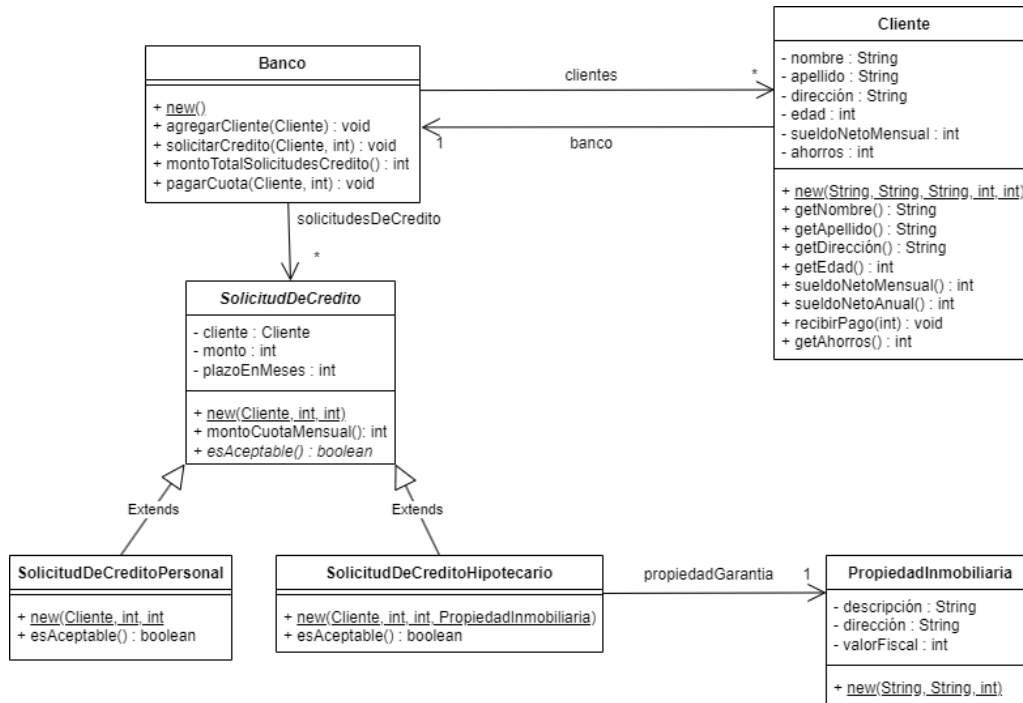 Banco
+ new()
+ agregarCliente(Cliente) : void
+ solicitarCredito(Cliente, int) : void
+ montoTotalSolicitudesCredito() : int
+ pagarCuota(Cliente, int) : void
clientes
*
1
banco
Cliente
- nombre : String
- apellido : String
- dirección : String
- edad : int
- sueldoNetoMensual : int
- ahorros : int
+ new(String, String, String, int, int)
+ getNombre() : String
+ getApellido() : String
+ getDirección() : String
+ getEdad() : int
+ sueldoNetoMensual() : int
+ sueldoNetoAnual() : int
+ recibirPago(int) : void
+ getAhorros() : int
solicitudesDeCredito
*
SolicitudDeCredito
- cliente : Cliente
- monto : int
- plazoEnMeses : int
+ new(Cliente, int, int)
+ montoCuotaMensual(): int
+ esAceptable() : boolean
Extends
Extends
SolicitudDeCreditoPersonal
+ new(Cliente, int, int
+ esAceptable() : boolean
SolicitudDeCreditoHipotecario
+ new(Cliente, int, int, PropiedadInmobiliaria)
+ esAceptable() : boolean
propiedadGarantia
1
PropiedadInmobiliaria
- descripción : String
- dirección : String
- valorFiscal : int
+ new(String, String, int)